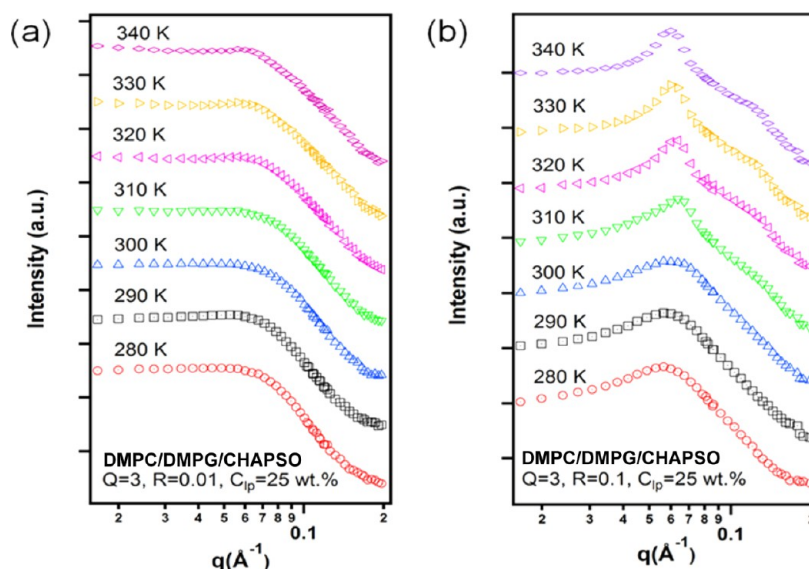 (a)
340 K
330 K
320 K
310 K
300 K
290 K
280 K
DMPC/DMPG/CHAPSO
Q=3, R=0.01, Clp=25 wt.%
Intensity (a.u.)
2 3 4 5 6 7 8 9 2
0.1
q(Å⁻¹)
(b)
340 K
330 K
320 K
310 K
300 K
290 K
280 K
DMPC/DMPG/CHAPSO
Q=3, R=0.1, Clp=25 wt.%
Intensity (a.u.)
2 3 4 5 6 7 8 9
0.1
q(Å⁻¹)